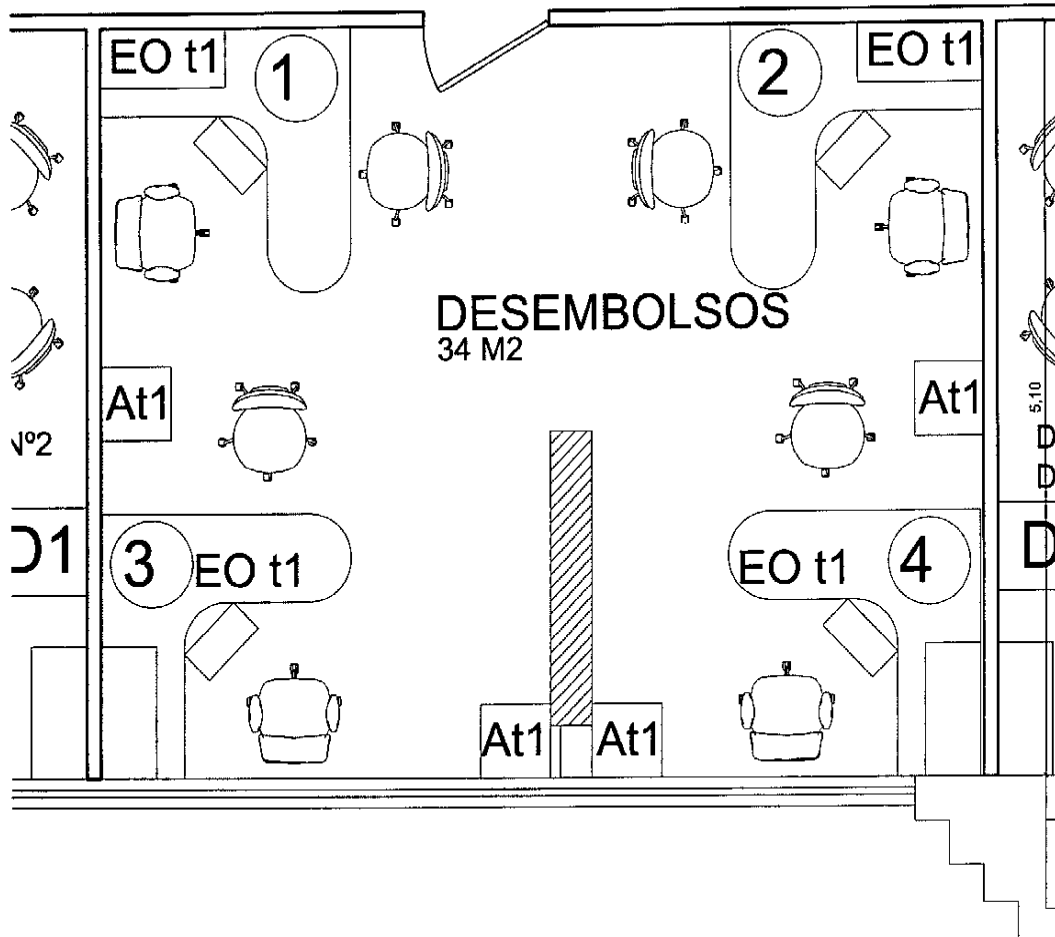 EO t1
1
2
EO t1
DESEMBOLSOS
34 M2
At1
At1
5,10
Nº2
D
D
D1
3
EO t1
EO t1
4
D
At1
At1